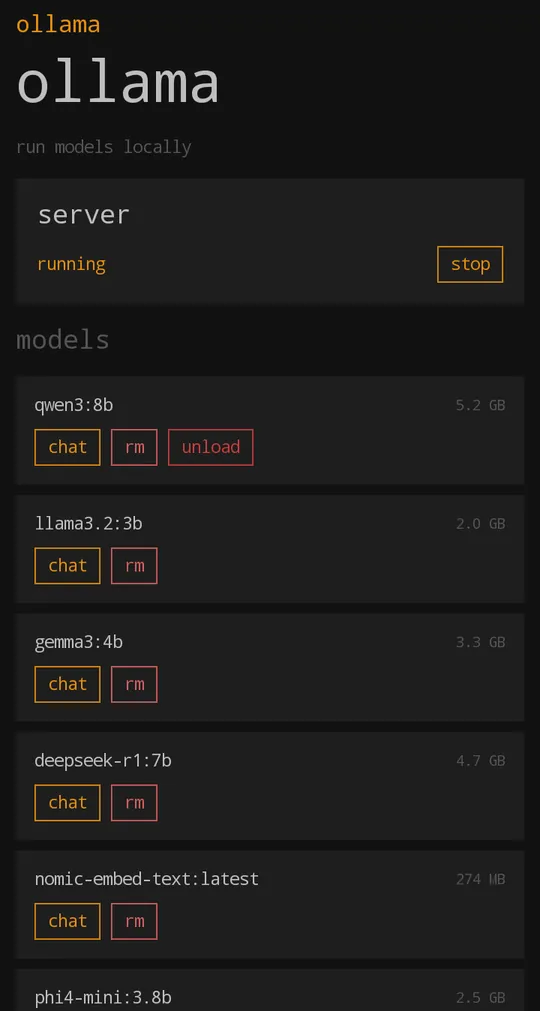 ollama
ollama
run models locally
server
running stop
models
qwen3:8b 5.2 GB
chat rm unload
llama3.2:3b 2.0 GB
chat rm
gemma3:4b 3.3 GB
chat rm
deepseek-r1:7b 4.7 GB
chat rm
nomic-embed-text:latest 274 MB
chat rm
phi4-mini:3.8b 2.5 GB